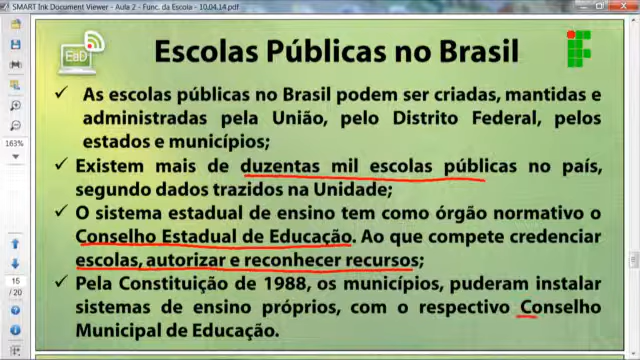 SMART Ink Document Viewer - Aula 2 - Func. da Escola - 10.04.14.pdf
EaD
Escolas Públicas no Brasil
163%
15
/ 20
✓ As escolas públicas no Brasil podem ser criadas, mantidas e
administradas pela União, pelo Distrito Federal, pelos
estados e municípios;
✓ Existem mais de duzentas mil escolas públicas no país,
segundo dados trazidos na Unidade;
✓ O sistema estadual de ensino tem como órgão normativo o
Conselho Estadual de Educação. Ao que compete credenciar
escolas, autorizar e reconhecer recursos;
✓ Pela Constituição de 1988, os municípios, puderam instalar
sistemas de ensino próprios, com o respectivo Conselho
Municipal de Educação.